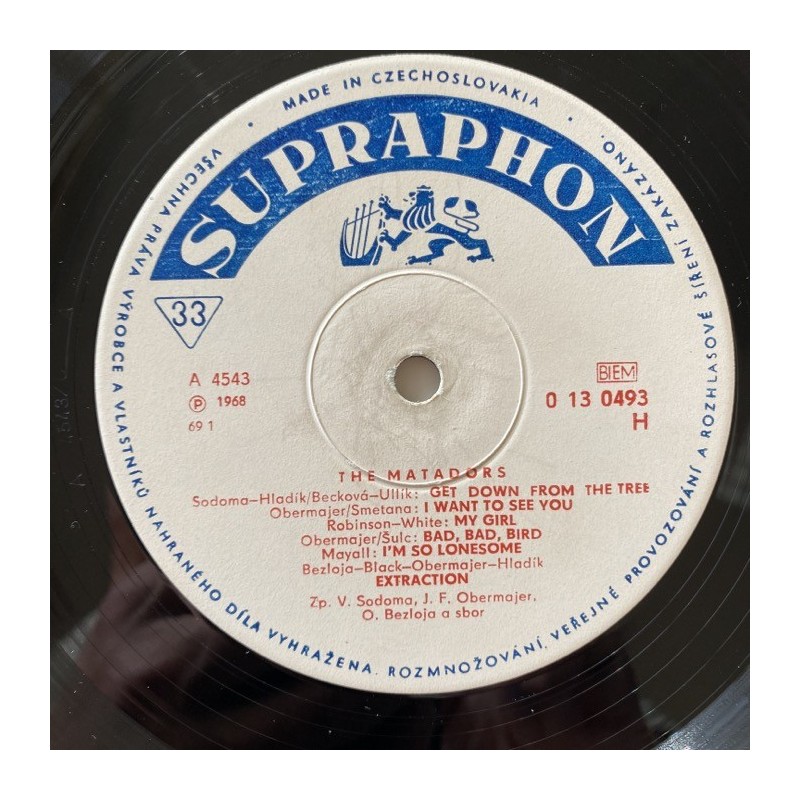 MADE IN CZECHOSLOVAKIA
SUPRAPHON
33
A 4543
Ⓟ 1968
69 1
BIEM
0 13 0493
H
THE MATADORS
Sodoma–Hladík/Becková–Ullík: GET DOWN FROM THE TREE
Obermajer/Smetana: I WANT TO SEE YOU
Robinson–White: MY GIRL
Obermajer/Šulc: BAD, BAD, BIRD
Mayall: I'M SO LONESOME
Bezloja–Black–Obermajer–Hladík
EXTRACTION
Zp. V. Sodoma, J. F. Obermajer,
O. Bezloja a sbor
VŠECHNA PRÁVA VÝROBCE A VLASTNÍKŮ NAHRANÉHO DÍLA VYHRAŽENA. ROZMNOŽOVÁNÍ, VEŘEJNÉ PROVOZOVÁNÍ A ROZHLASOVÉ ŠÍŘENÍ ZAKÁZÁNO.